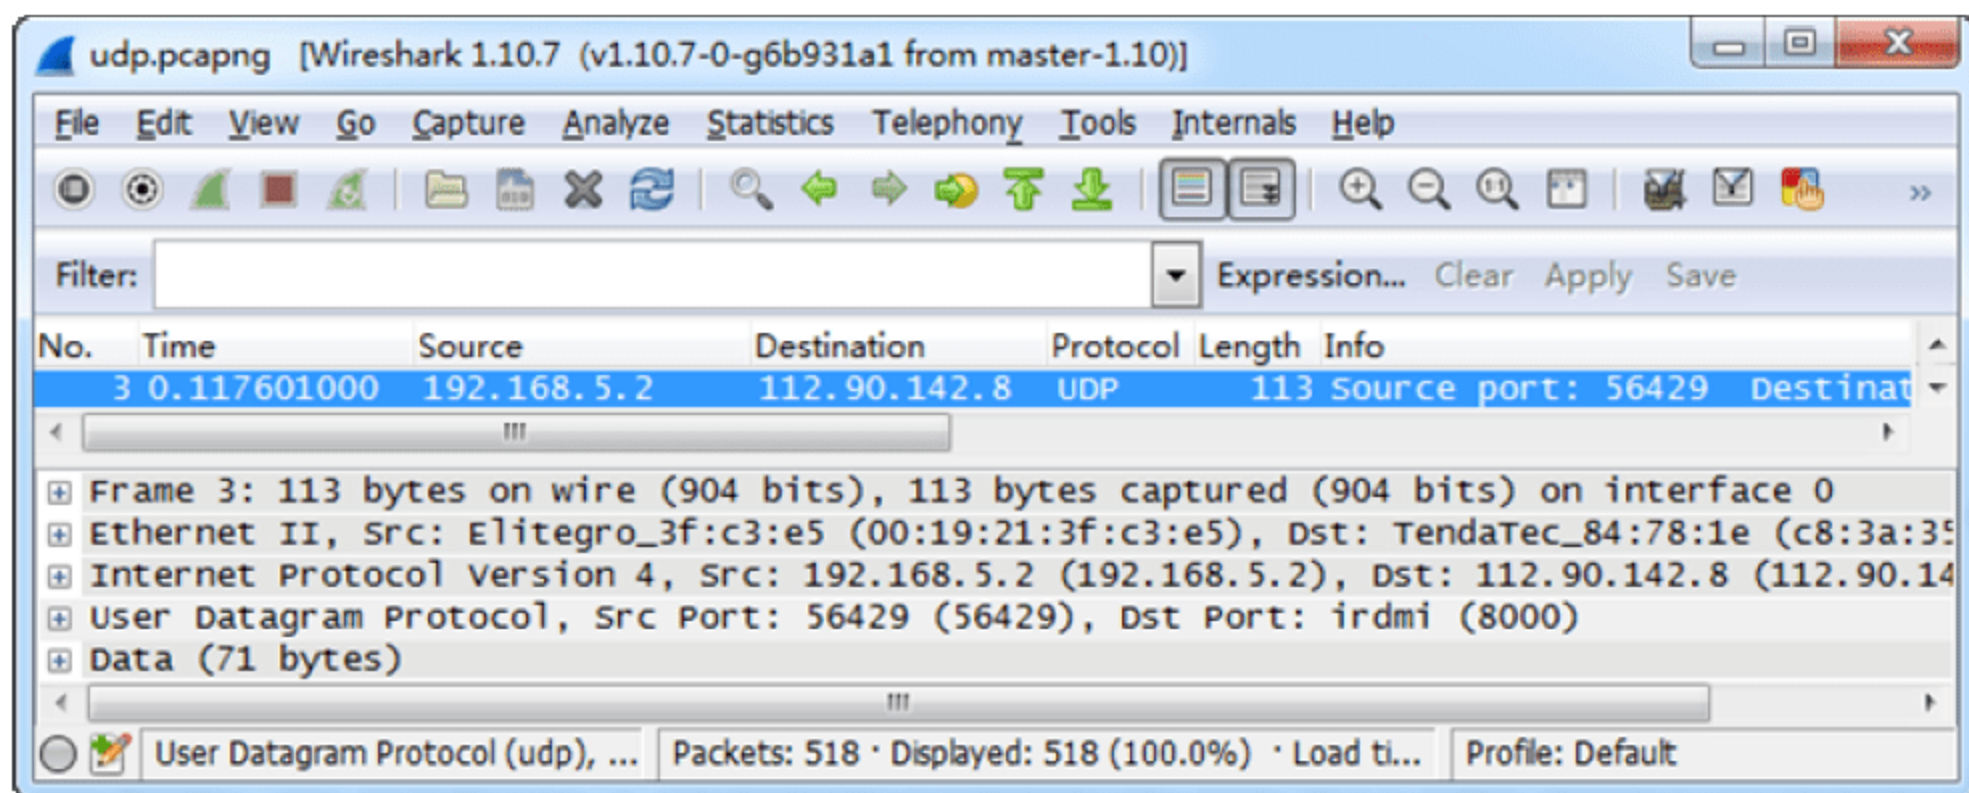 udp.pcapng [Wireshark 1.10.7 (v1.10.7-0-g6b931a1 from master-1.10)]
File Edit View Go Capture Analyze Statistics Telephony Tools Internals Help
Filter: Expression... Clear Apply Save
No. Time Source Destination Protocol Length Info
3 0.117601000 192.168.5.2 112.90.142.8 UDP 113 Source port: 56429 Destinat
Frame 3: 113 bytes on wire (904 bits), 113 bytes captured (904 bits) on interface 0
Ethernet II, Src: Elitegro_3f:c3:e5 (00:19:21:3f:c3:e5), Dst: TendaTec_84:78:1e (c8:3a:35
Internet Protocol Version 4, Src: 192.168.5.2 (192.168.5.2), Dst: 112.90.142.8 (112.90.14
User Datagram Protocol, Src Port: 56429 (56429), Dst Port: irdmi (8000)
Data (71 bytes)
User Datagram Protocol (udp), ... Packets: 518 · Displayed: 518 (100.0%) · Load ti... Profile: Default